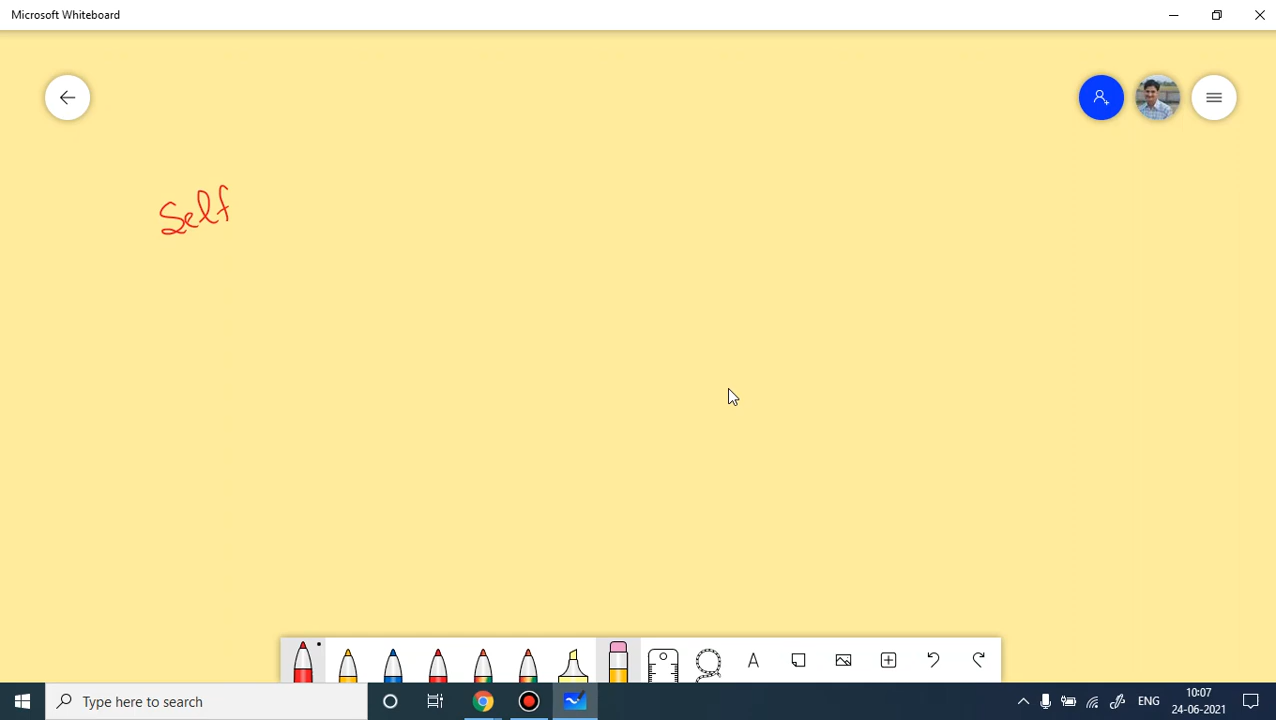 Microsoft Whiteboard
Self
A
Type here to search
ENG
10:07
24-06-2021